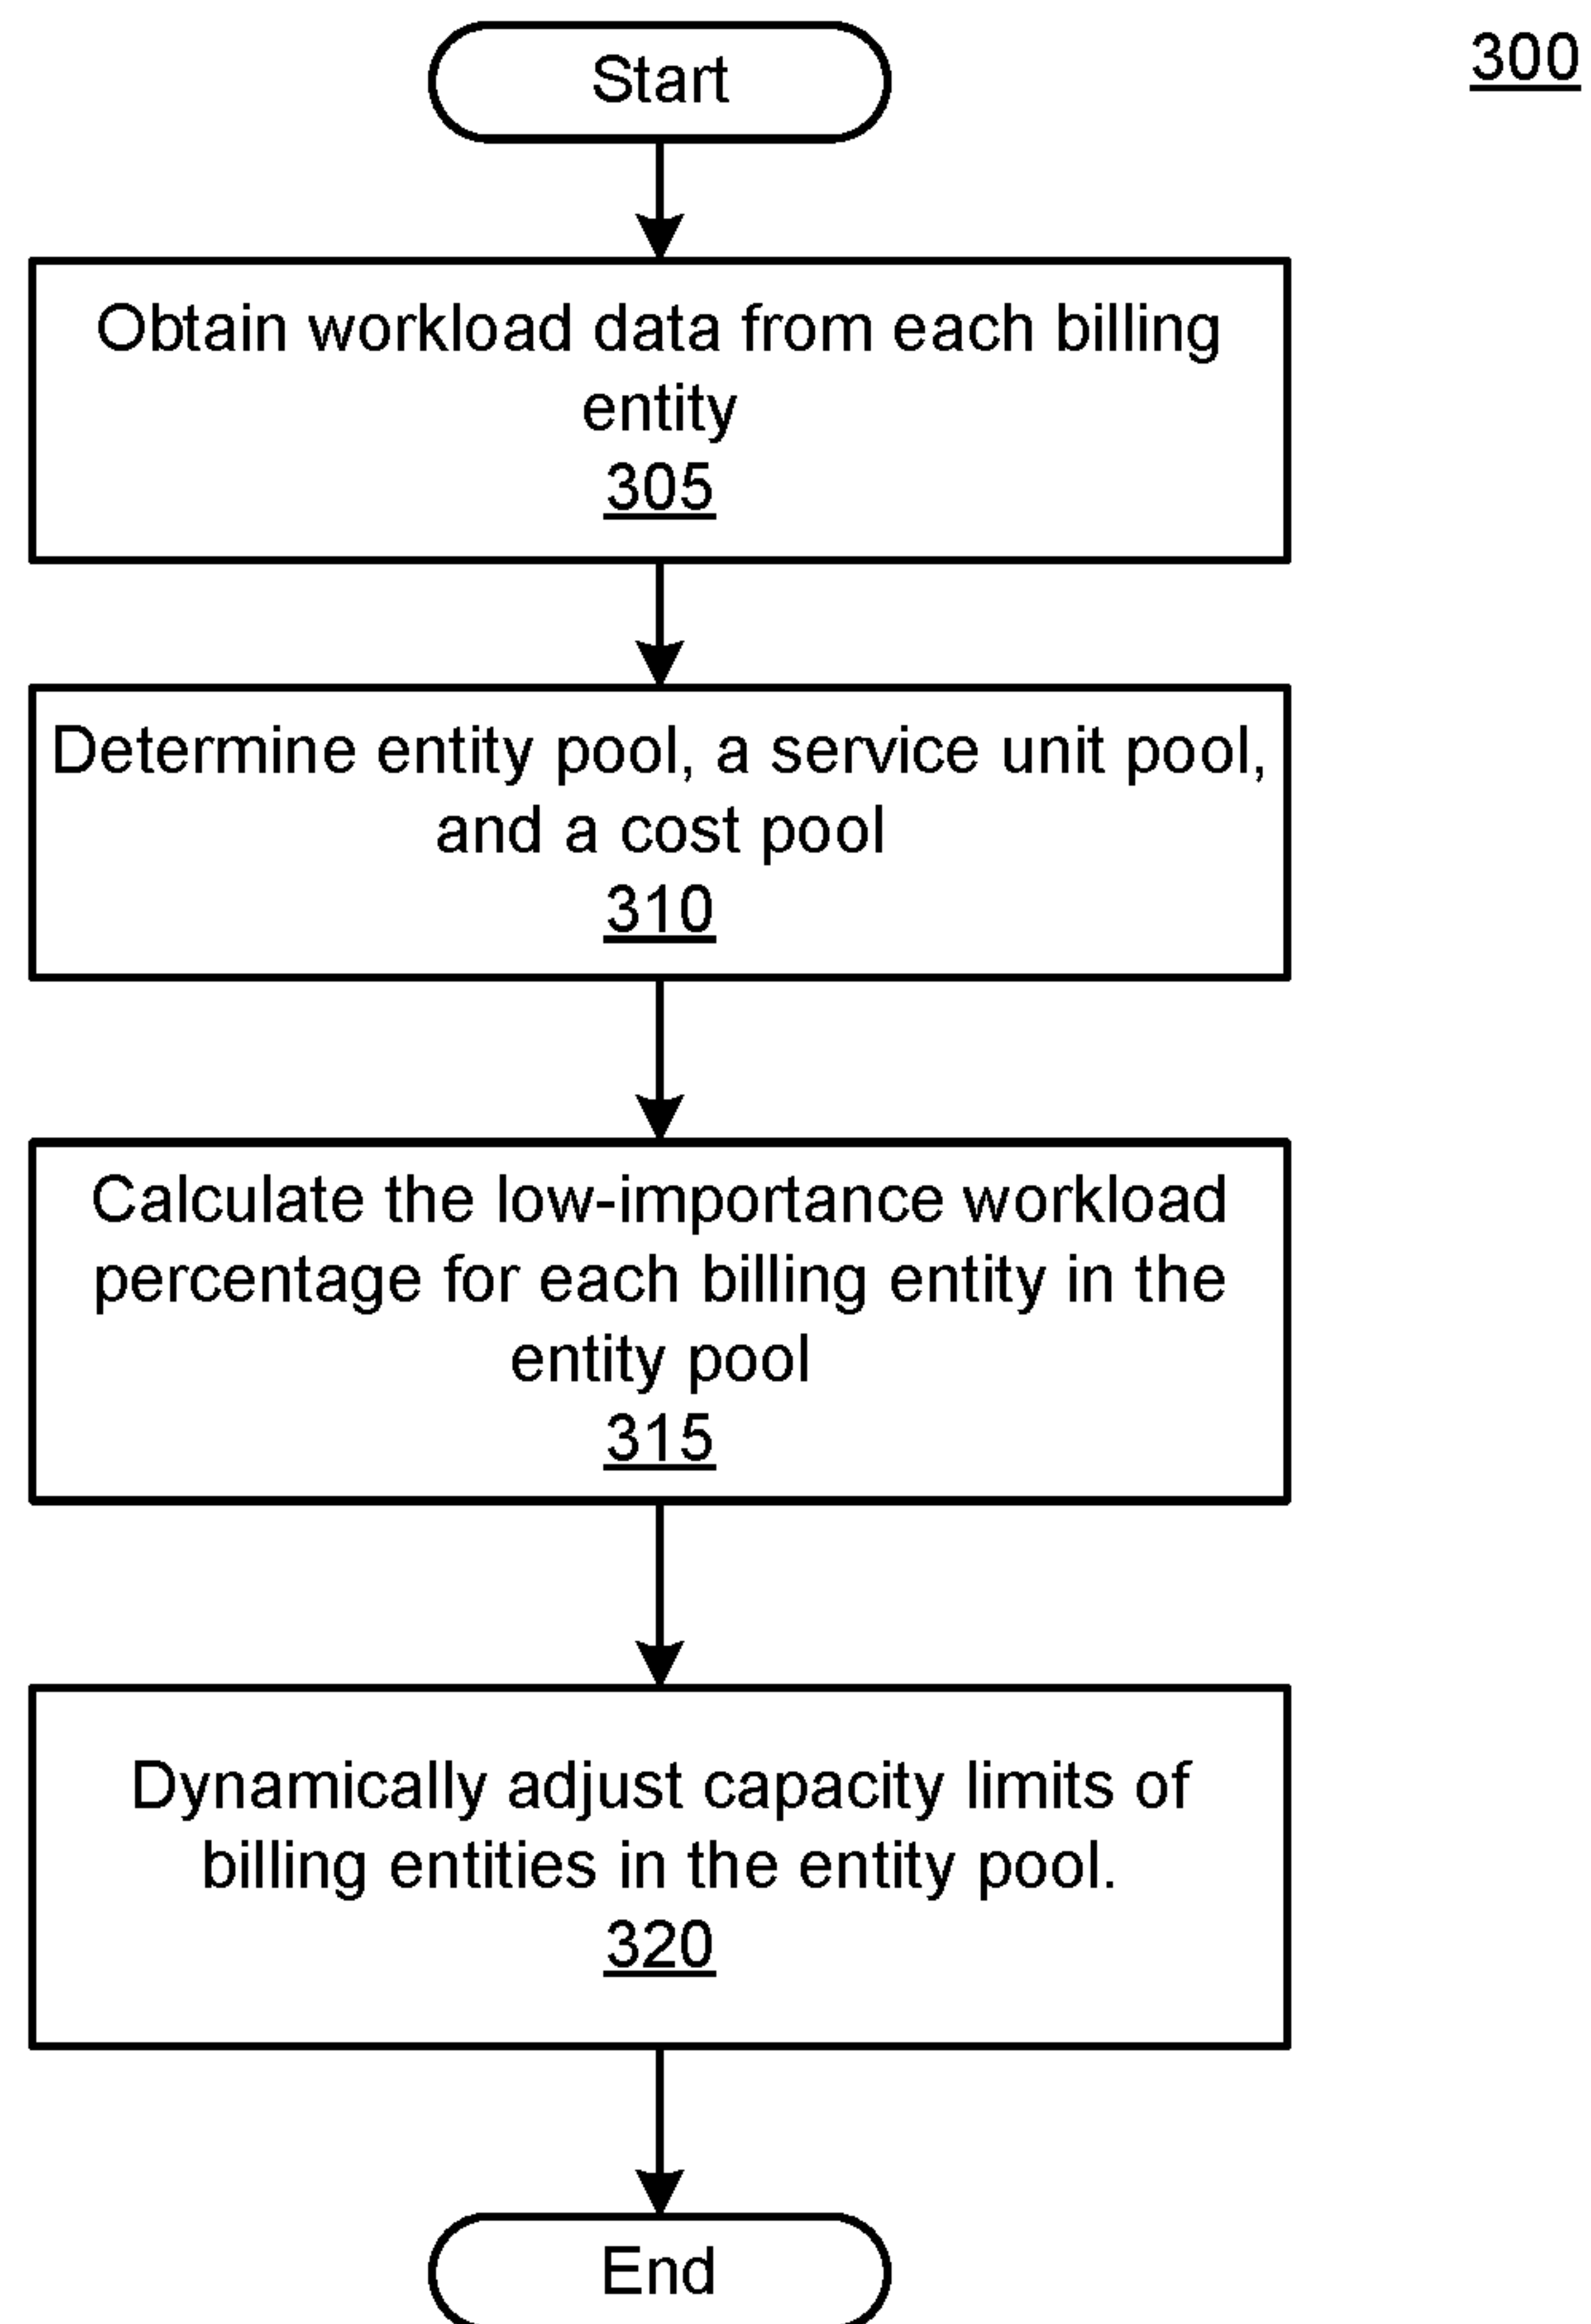 Start
300
Obtain workload data from each billing
entity
305
Determine entity pool, a service unit pool,
and a cost pool
310
Calculate the low-importance workload
percentage for each billing entity in the
entity pool
315
Dynamically adjust capacity limits of
billing entities in the entity pool.
320
End